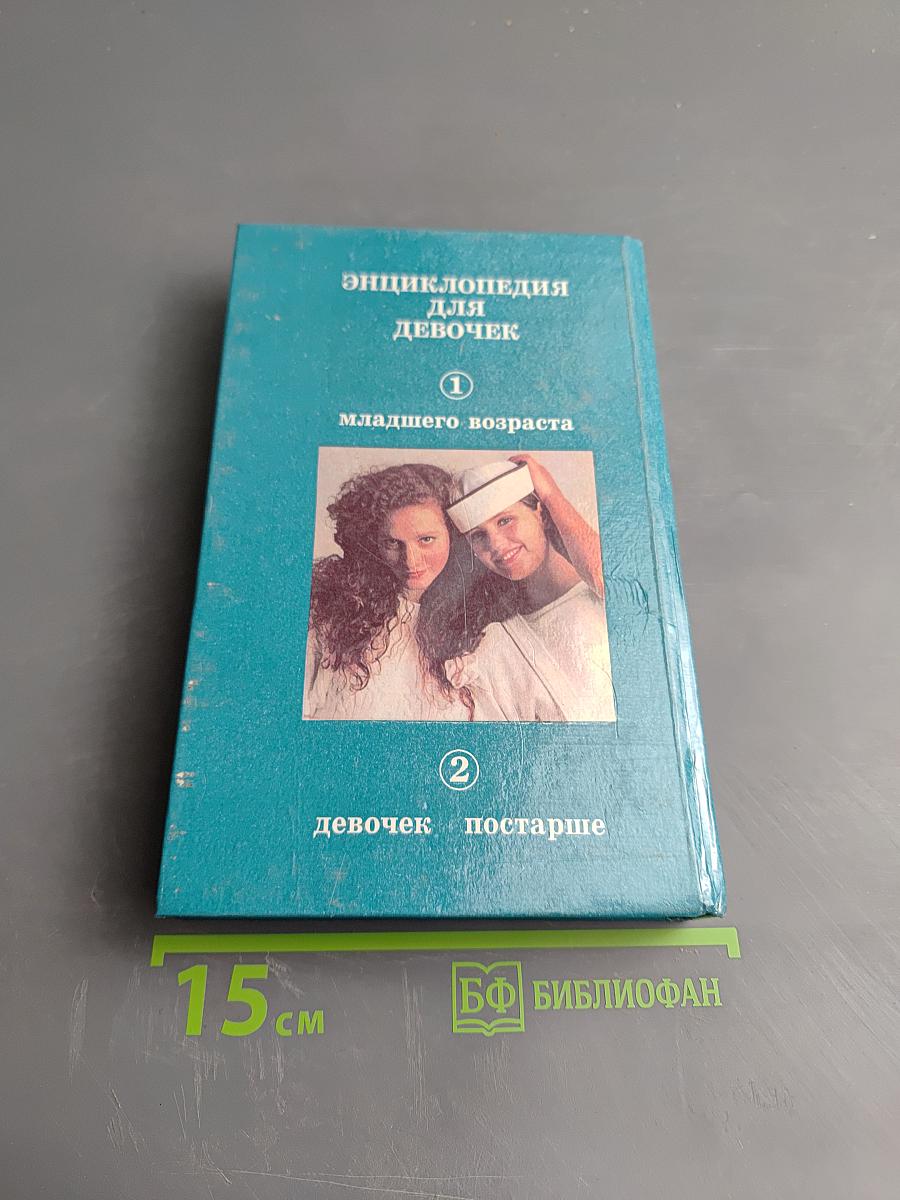 ЭНЦИКЛОПЕДИЯ
ДЛЯ
ДЕВОЧЕК
1
младшего возраста
2
девочек постарше
15 см
БФ БИБЛИОФАН